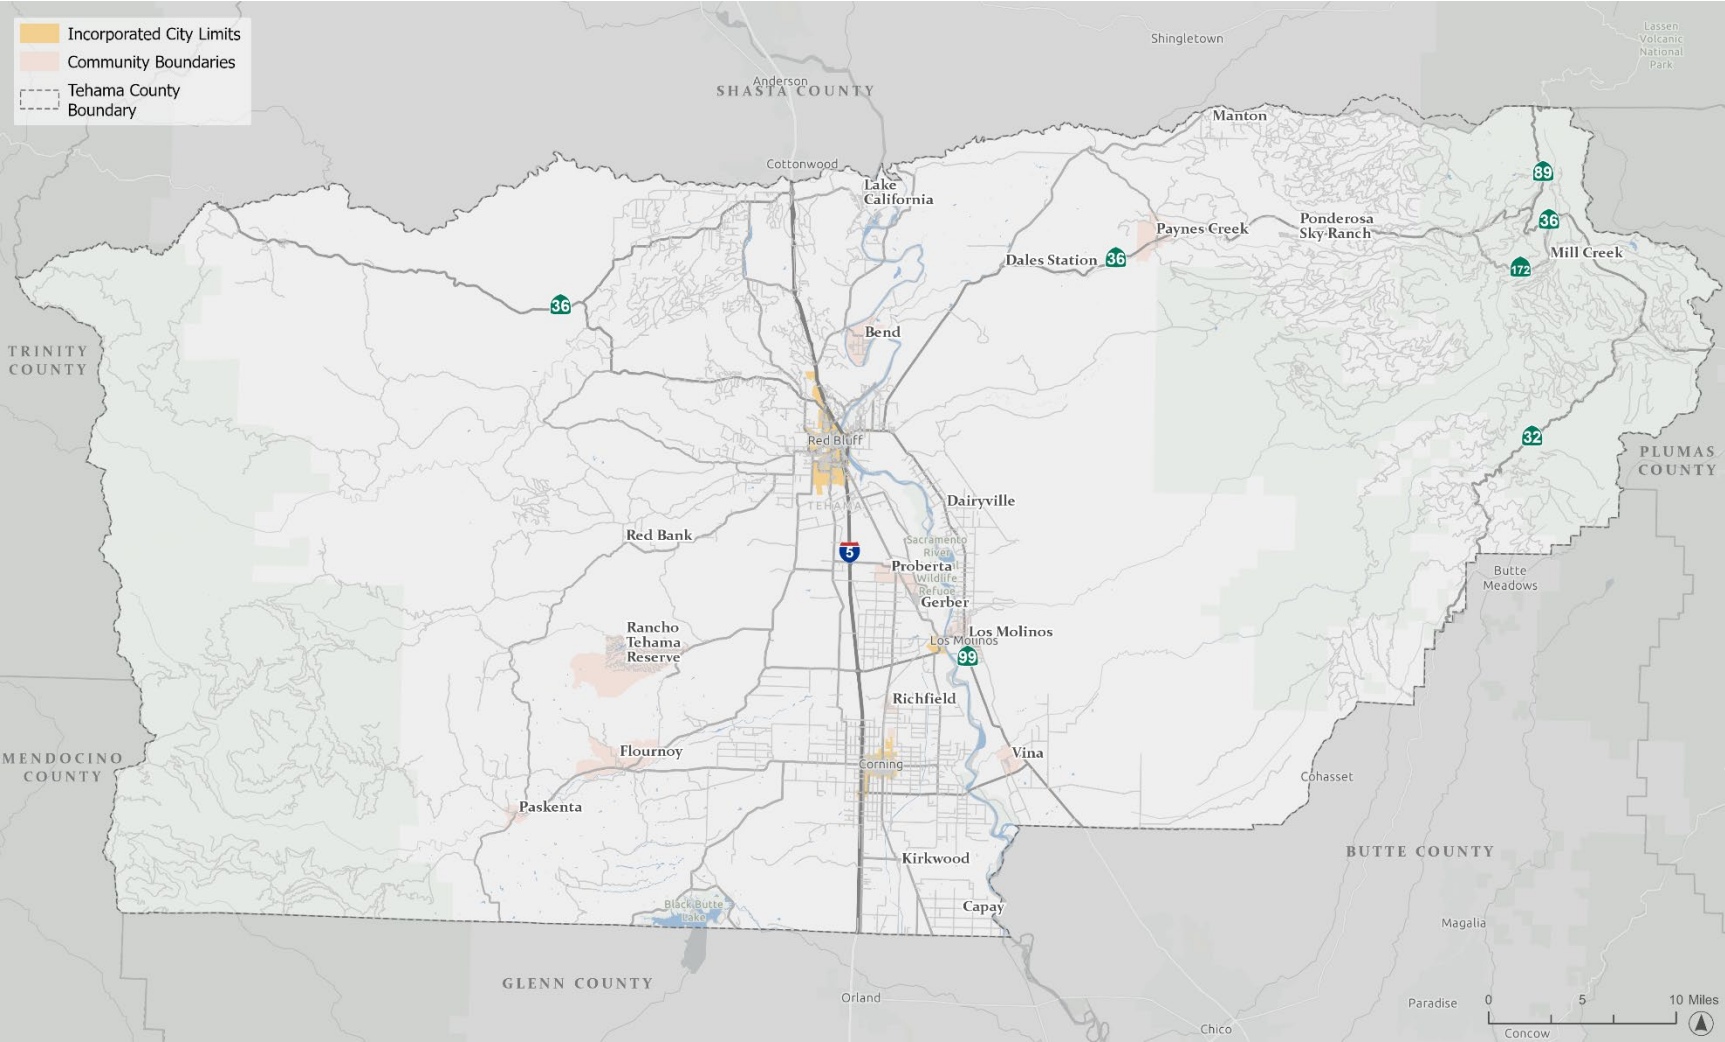 Incorporated City Limits
Community Boundaries
Tehama County
Boundary
Shingletown
Lassen
Volcanic
National
Park
Anderson
SHASTA COUNTY
Manton
Cottonwood
Lake
California
89
36
Paynes Creek
Ponderosa
Sky Ranch
Mill Creek
Dales Station
36
172
36
Bend
TRINITY
COUNTY
Red Bluff
32
PLUMAS
COUNTY
Dairyville
TEHAMA
Red Bank
5
Sacramento
River
Wildlife
Refuge
Proberta
Gerber
Butte
Meadows
Rancho
Tehama
Reserve
Los Molinos
Los Molinos
99
Richfield
Flournoy
Vina
Corning
MENDOCINO
COUNTY
Cohasset
Paskenta
Kirkwood
BUTTE COUNTY
Black Butte
Lake
Capay
Magalia
GLENN COUNTY
Orland
Paradise
0 5 10 Miles
Chico
Concow